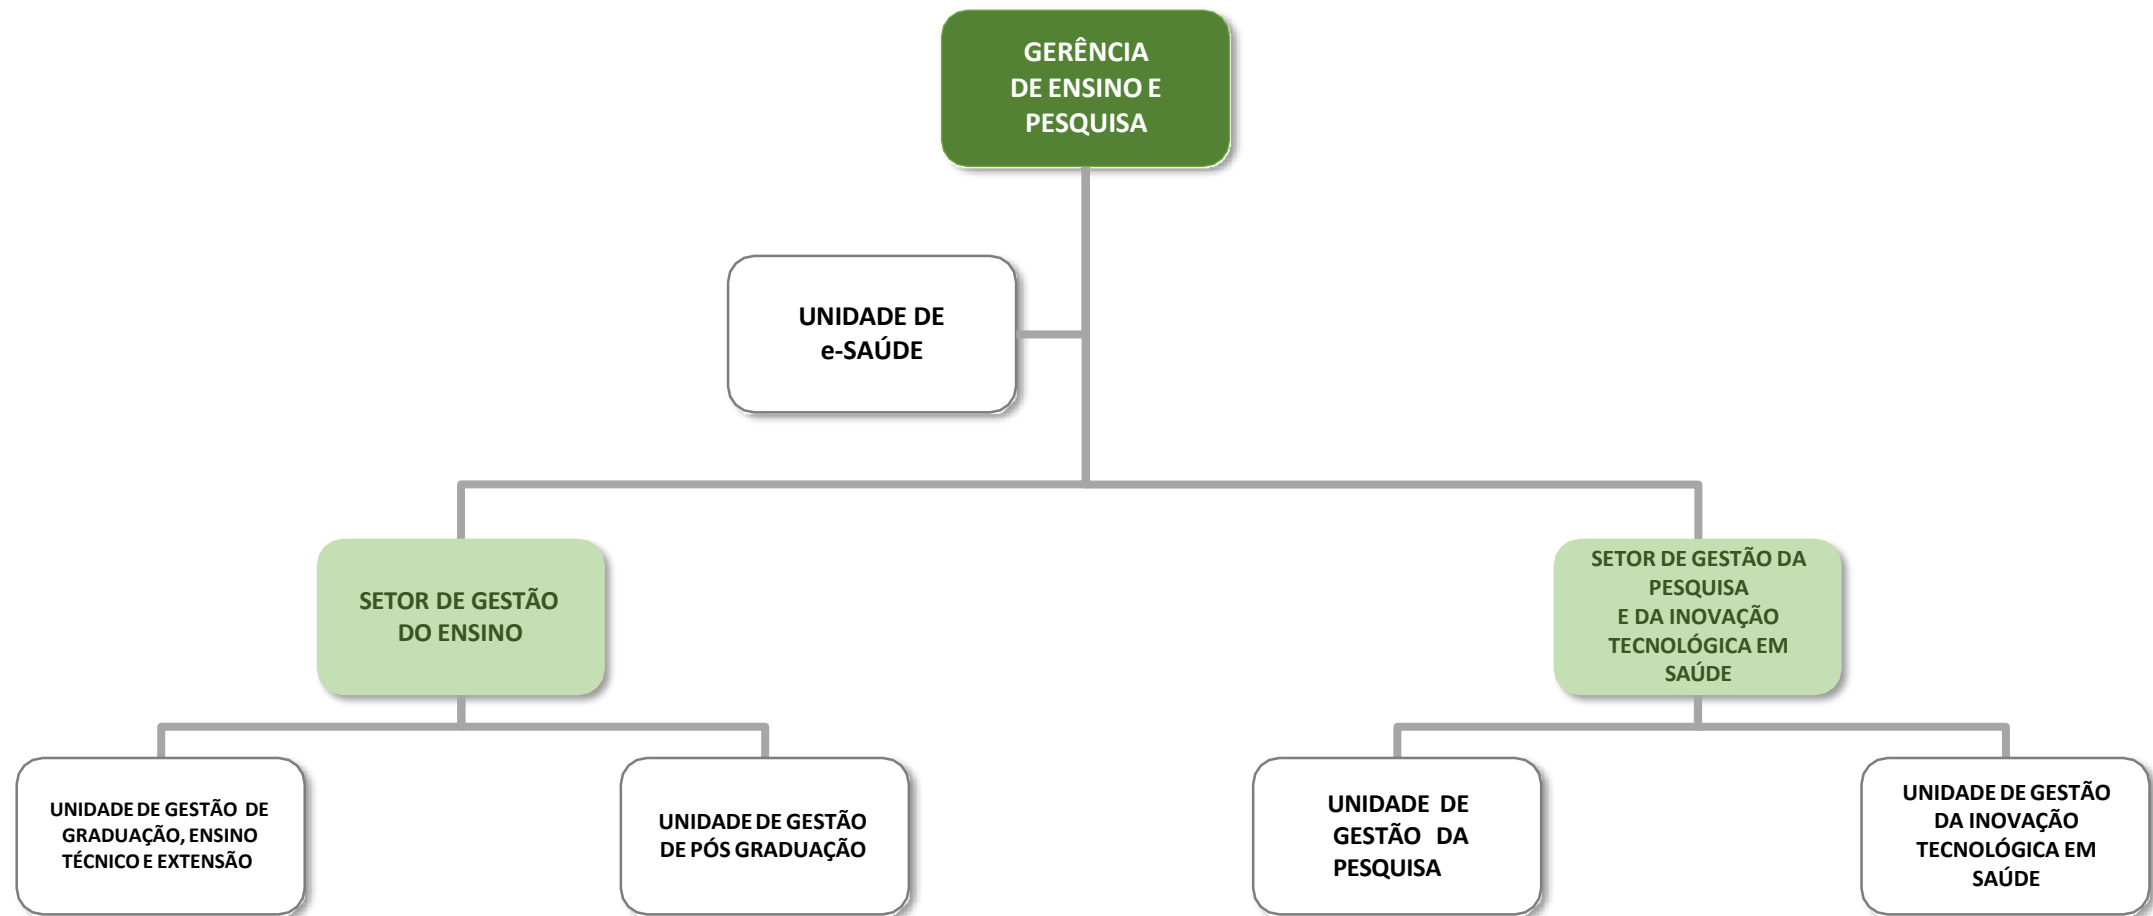 GERÊNCIA
DE ENSINO E
PESQUISA
UNIDADE DE
e-SAÚDE
SETOR DE GESTÃO
DO ENSINO
SETOR DE GESTÃO DA
PESQUISA
E DA INOVAÇÃO
TECNOLÓGICA EM
SAÚDE
UNIDADE DE GESTÃO DE
GRADUAÇÃO, ENSINO
TÉCNICO E EXTENSÃO
UNIDADE DE GESTÃO
DE PÓS GRADUAÇÃO
UNIDADE DE
GESTÃO DA
PESQUISA
UNIDADE DE GESTÃO
DA INOVAÇÃO
TECNOLÓGICA EM
SAÚDE